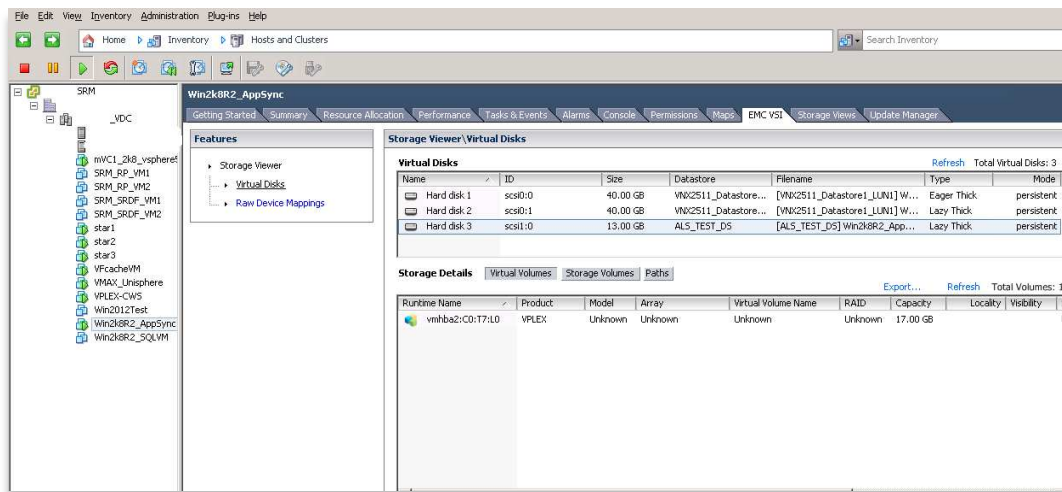 File Edit View Inventory Administration Plug-ins Help
Home Inventory Hosts and Clusters Search Inventory
SRM
_VDC
mVC1_2k8_vsphere5
SRM_RP_VM1
SRM_RP_VM2
SRM_SRDF_VM1
SRM_SRDF_VM2
star1
star2
star3
VFcacheVM
VMAX_Unisphere
VPLEX-CWS
Win2012Test
Win2k8R2_AppSync
Win2k8R2_SQLVM
Win2k8R2_AppSync
Getting Started Summary Resource Allocation Performance Tasks & Events Alarms Console Permissions Maps EMC VSI Storage Views Update Manager
Features
Storage Viewer
Virtual Disks
Raw Device Mappings
Storage Viewer\Virtual Disks
Virtual Disks Refresh Total Virtual Disks: 3
Name ID Size Datastore Filename Type Mode
Hard disk 1 scsi0:0 40.00 GB VNX2511_Datastore... [VNX2511_Datastore1_LUN1] W... Eager Thick persistent
Hard disk 2 scsi0:1 40.00 GB VNX2511_Datastore... [VNX2511_Datastore1_LUN1] W... Lazy Thick persistent
Hard disk 3 scsi1:0 13.00 GB ALS_TEST_DS [ALS_TEST_DS] Win2k8R2_App... Lazy Thick persistent
Storage Details Virtual Volumes Storage Volumes Paths
Export... Refresh Total Volumes: 1
Runtime Name Product Model Array Virtual Volume Name RAID Capacity Locality Visibility
vmhba2:C0:T7:L0 VPLEX Unknown Unknown Unknown Unknown 17.00 GB